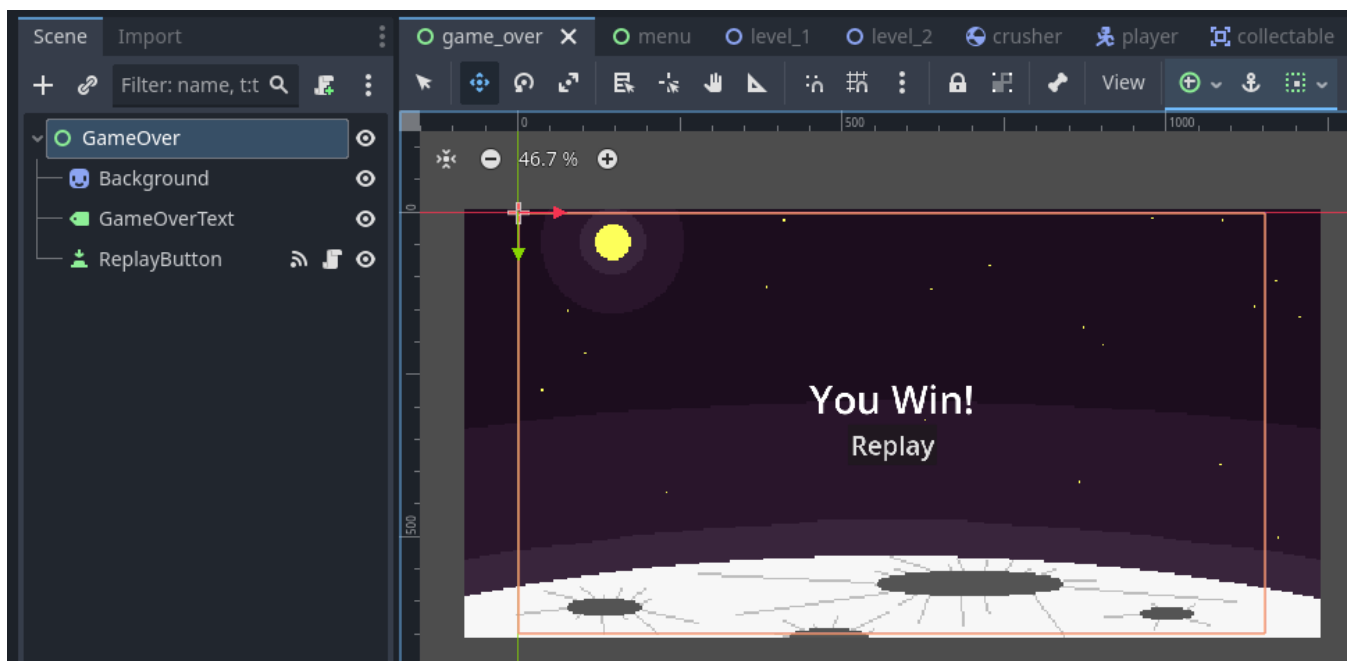 Scene Import
game_over menu level_1 level_2 crusher player collectable
Filter: name, t:t
View
0 500 1000
GameOver
46.7 %
Background
0
GameOverText
ReplayButton
You Win!
Replay
500